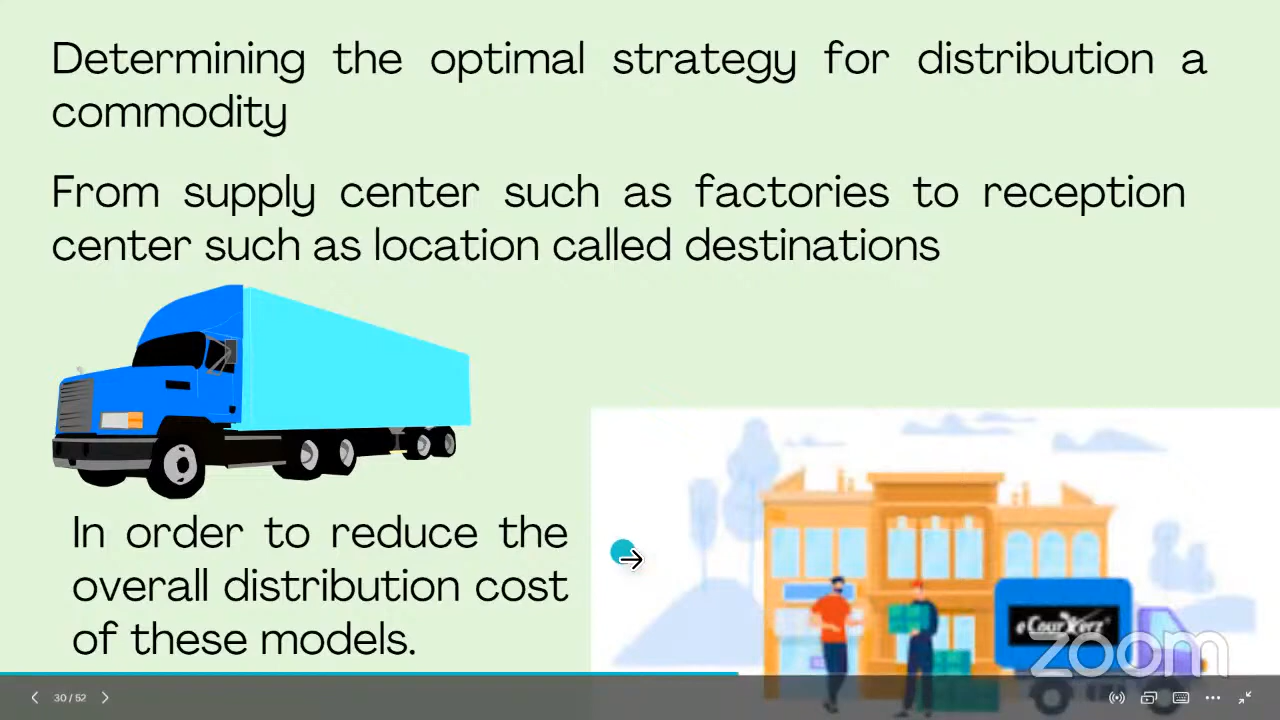 Determining the optimal strategy for distribution a
commodity
From supply center such as factories to reception
center such as location called destinations
In order to reduce the
overall distribution cost
of these models.
zoom
30 / 52